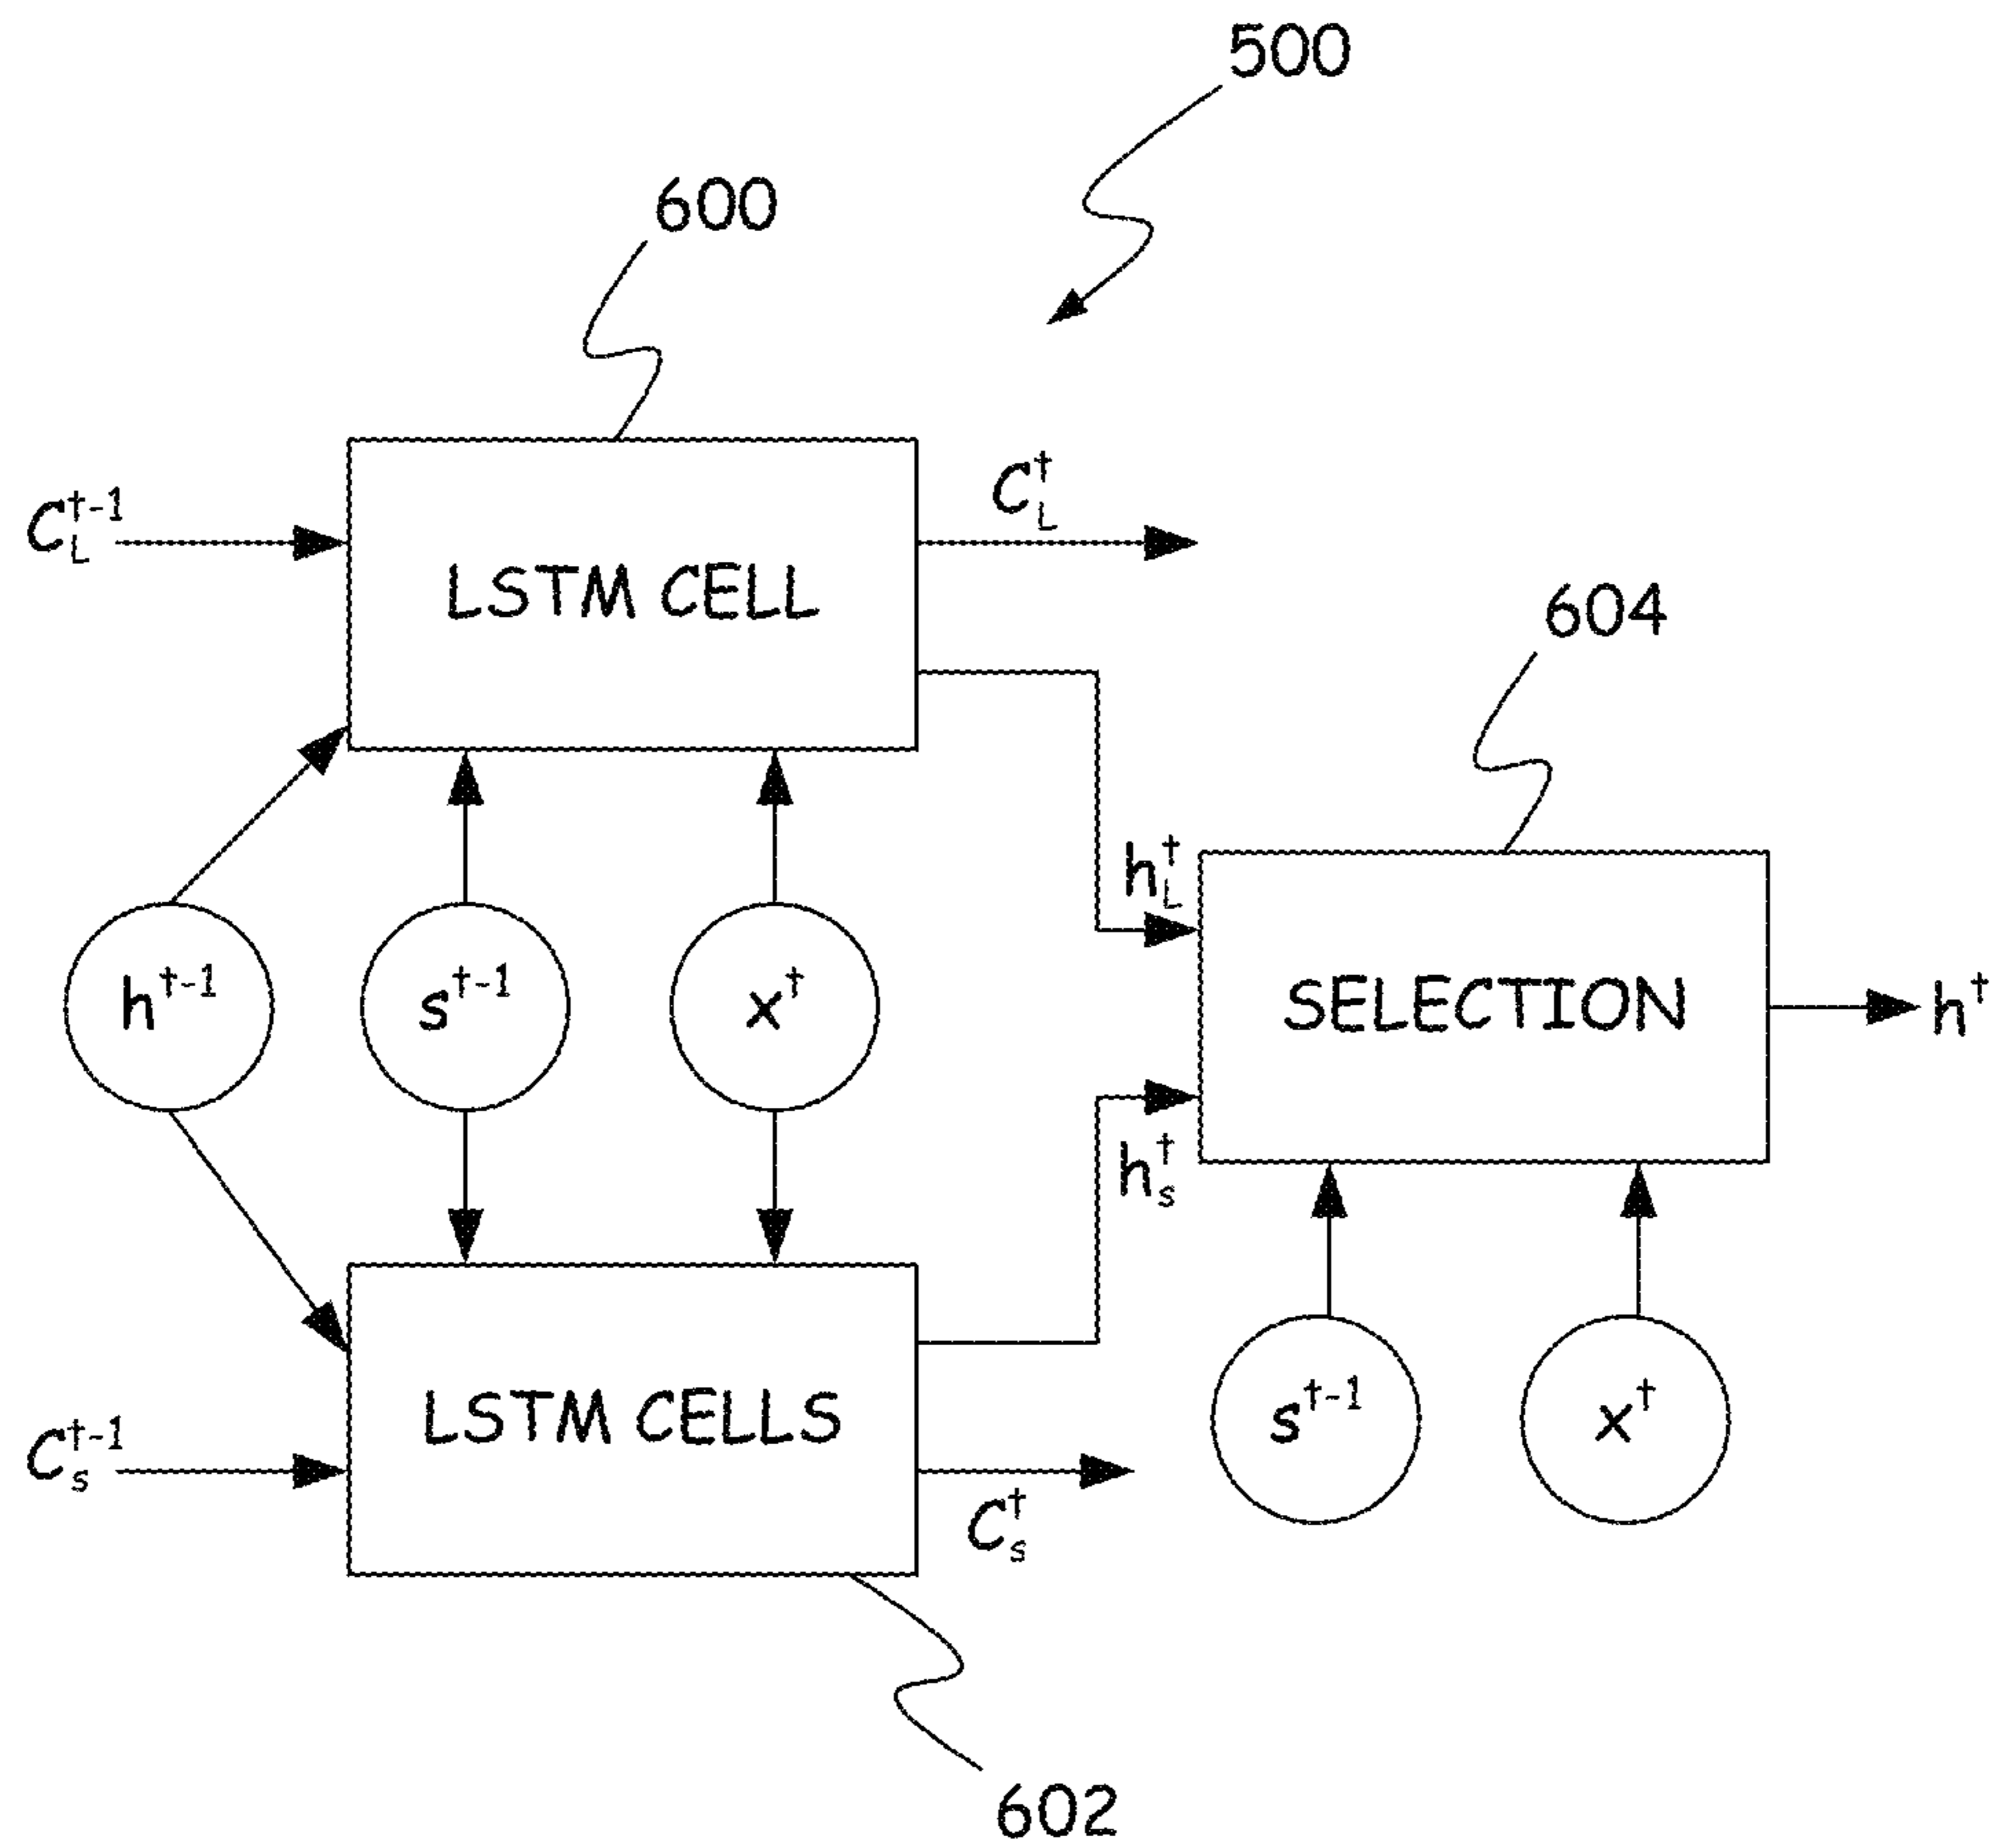 500
600
C_L^{t-1}
C_L^t
LSTM CELL
604
h_L^t
h^{t-1}
s^{t-1}
x^t
SELECTION
h^t
h_s^t
LSTM CELLS
C_s^{t-1}
s^{t-1}
x^t
C_s^t
602